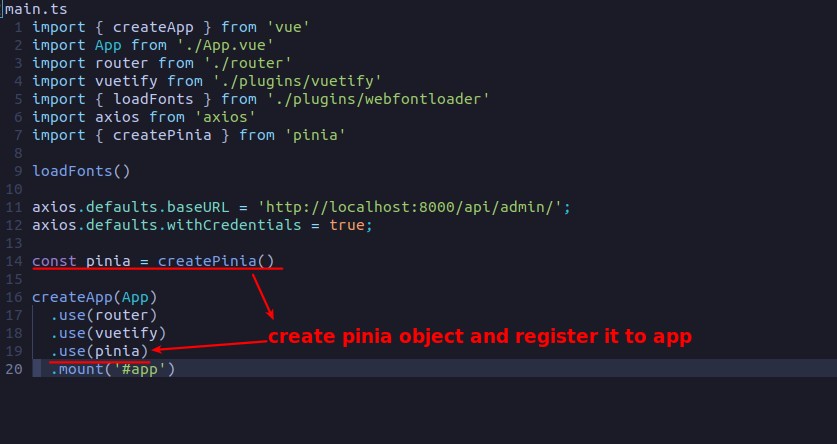 main.ts
1 import { createApp } from 'vue'
2 import App from './App.vue'
3 import router from './router'
4 import vuetify from './plugins/vuetify'
5 import { loadFonts } from './plugins/webfontloader'
6 import axios from 'axios'
7 import { createPinia } from 'pinia'
8
9 loadFonts()
10
11 axios.defaults.baseURL = 'http://localhost:8000/api/admin/';
12 axios.defaults.withCredentials = true;
13
14 const pinia = createPinia()
15
16 createApp(App)
17   .use(router)
18   .use(vuetify)
create pinia object and register it to app
19   .use(pinia)
20   .mount('#app')